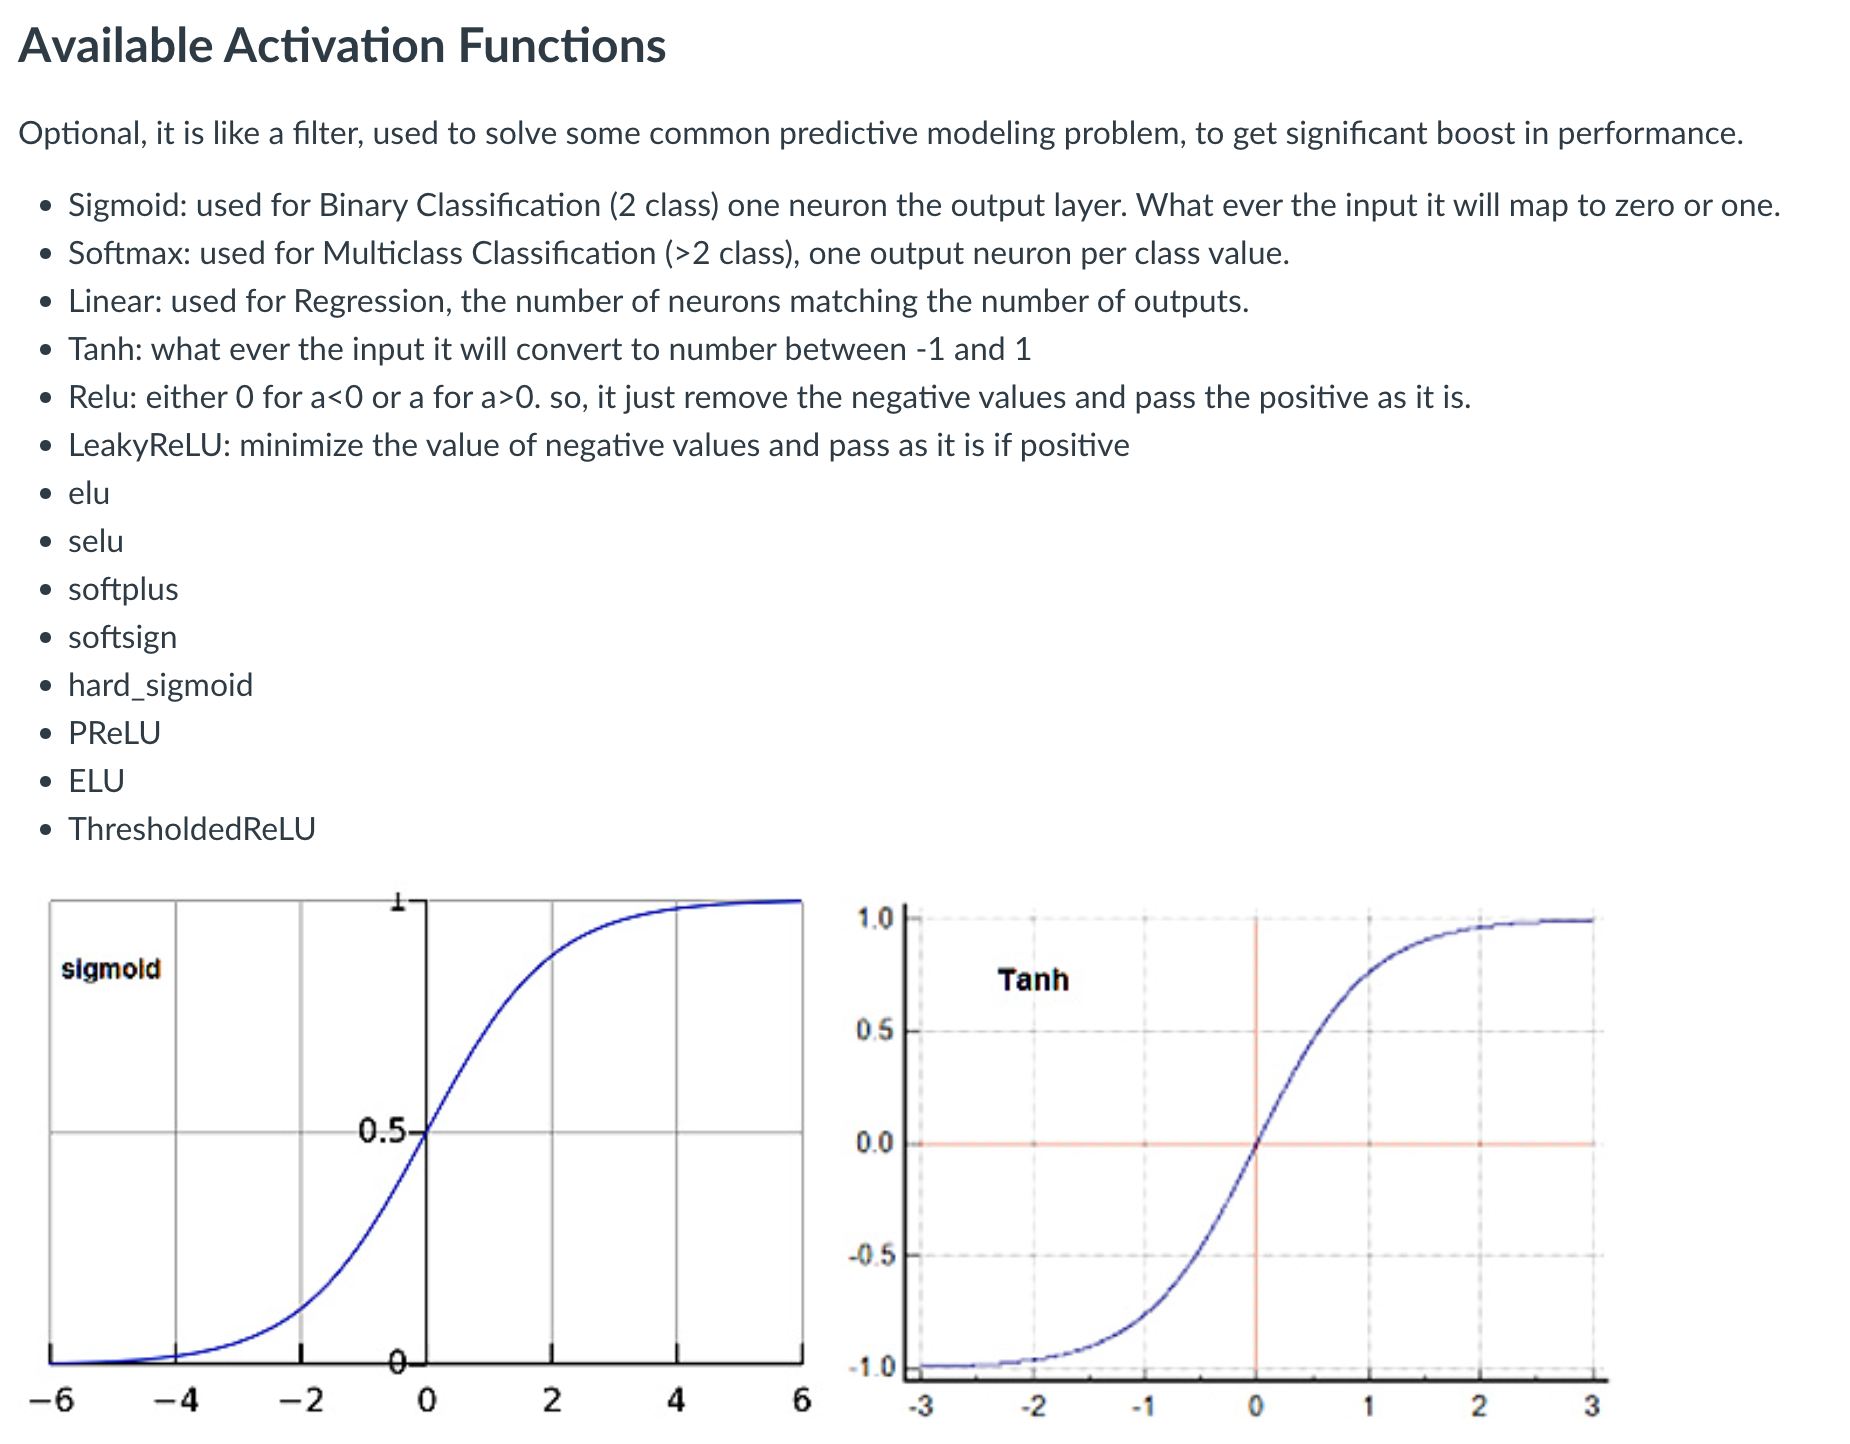 Available Activation Functions
Optional, it is like a filter, used to solve some common predictive modeling problem, to get significant boost in performance.
• Sigmoid: used for Binary Classification (2 class) one neuron the output layer. What ever the input it will map to zero or one.
• Softmax: used for Multiclass Classification (>2 class), one output neuron per class value.
• Linear: used for Regression, the number of neurons matching the number of outputs.
• Tanh: what ever the input it will convert to number between -1 and 1
• Relu: either 0 for a<0 or a for a>0. so, it just remove the negative values and pass the positive as it is.
• LeakyReLU: minimize the value of negative values and pass as it is if positive
• elu
• selu
• softplus
• softsign
• hard_sigmoid
• PReLU
• ELU
• ThresholdedReLU
sigmoid
1
0.5
0
−6 −4 −2 0 2 4 6
Tanh
1.0
0.5
0.0
-0.5
-1.0
-3 -2 -1 0 1 2 3